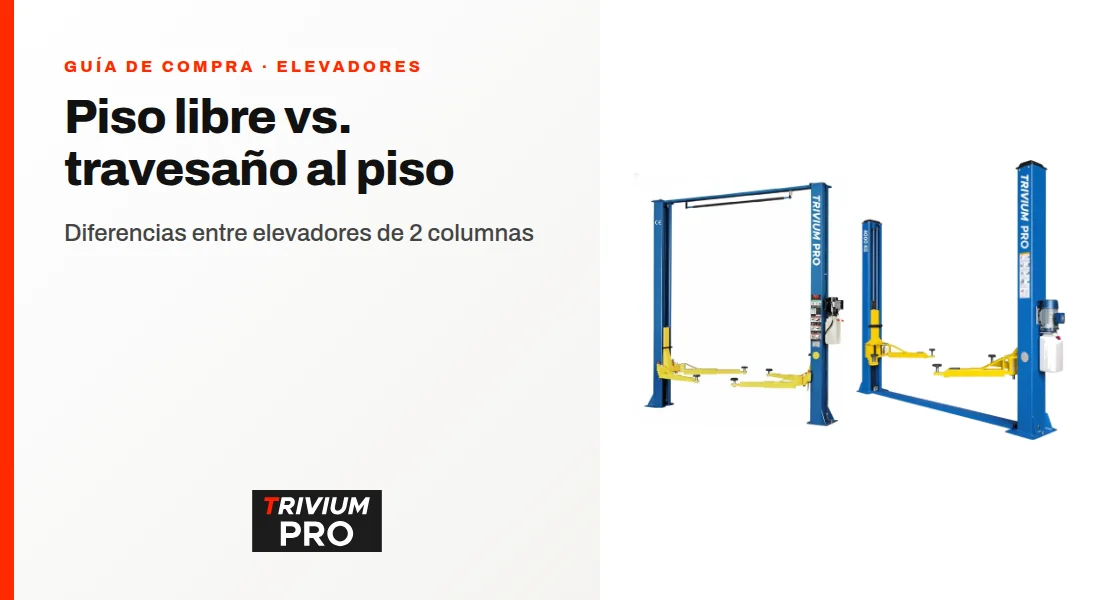 GUÍA DE COMPRA · ELEVADORES
Piso libre vs.
travesaño al piso
Diferencias entre elevadores de 2 columnas
TRIVIUM
PRO
TRIVIUM PRO
CE
TRIVIUM PRO